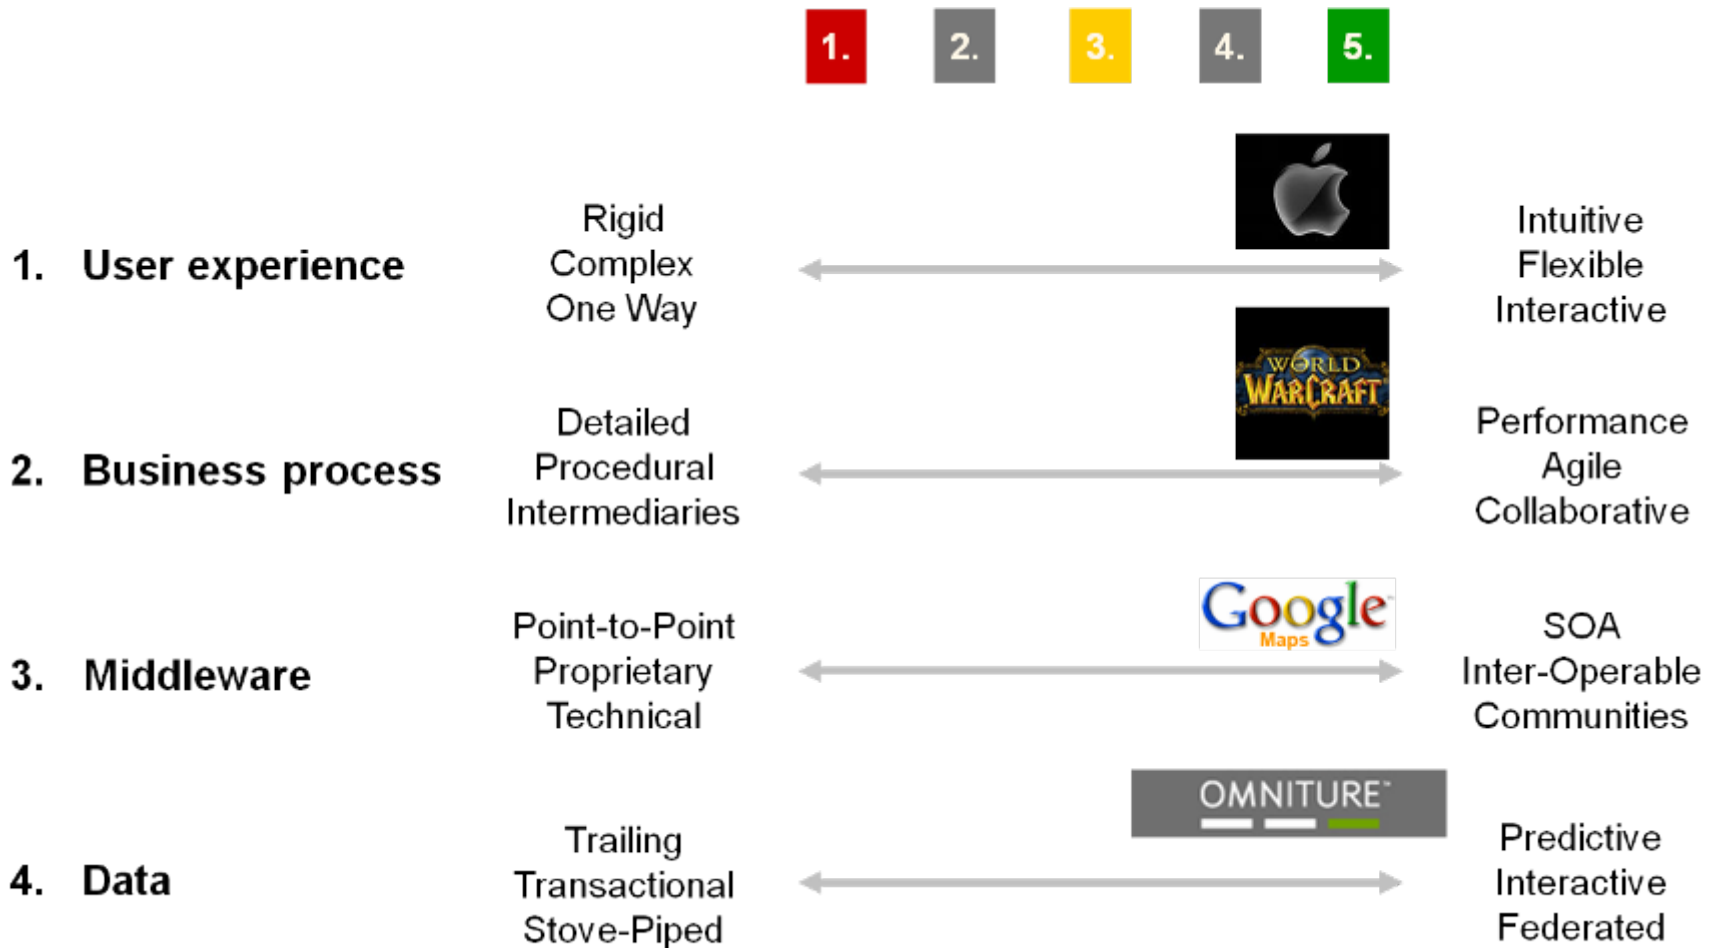 1. 2. 3. 4. 5.
1. User experience
Rigid
Complex
One Way
Intuitive
Flexible
Interactive
WORLD
WARCRAFT
2. Business process
Detailed
Procedural
Intermediaries
Performance
Agile
Collaborative
Google™
Maps
3. Middleware
Point-to-Point
Proprietary
Technical
SOA
Inter-Operable
Communities
OMNITURE™
4. Data
Trailing
Transactional
Stove-Piped
Predictive
Interactive
Federated